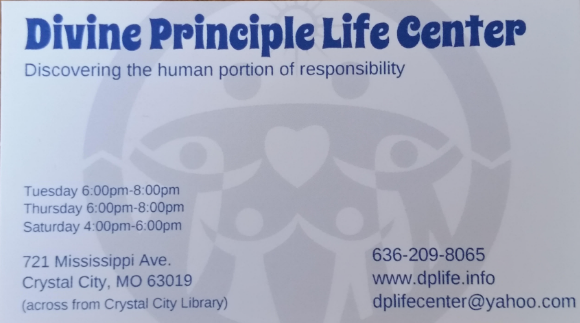 Divine Principle Life Center
Discovering the human portion of responsibility
Tuesday 6:00pm-8:00pm
Thursday 6:00pm-8:00pm
Saturday 4:00pm-6:00pm
721 Mississippi Ave.
Crystal City, MO 63019
(across from Crystal City Library)
636-209-8065
www.dplife.info
dplifecenter@yahoo.com